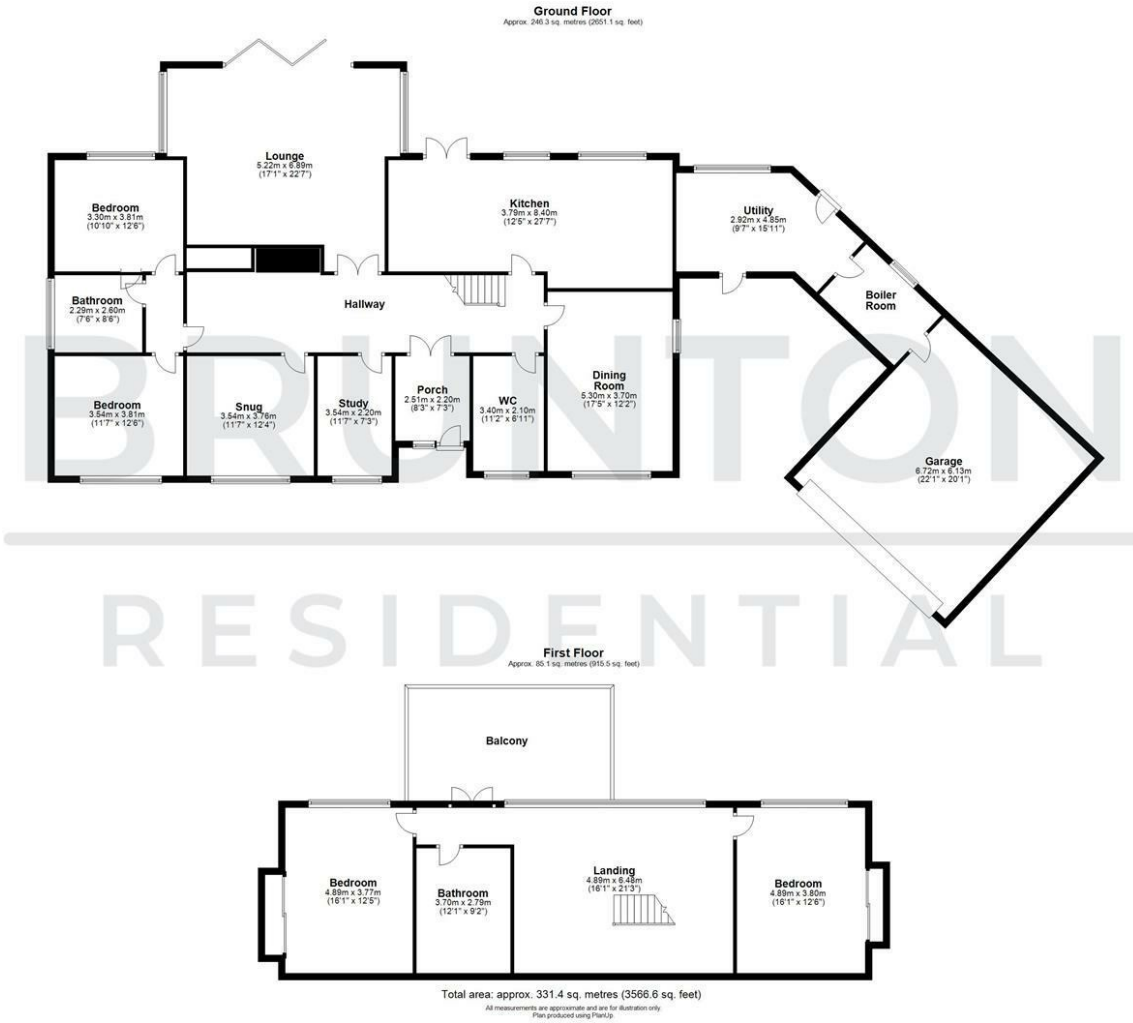 Ground Floor
Approx. 246.3 sq. metres (2651.1 sq. feet)
Lounge
5.22m x 6.89m
(17'1" x 22'7")
Bedroom
3.30m x 3.81m
(10'10" x 12'6")
Kitchen
3.79m x 8.40m
(12'5" x 27'7")
Utility
2.92m x 4.85m
(9'7" x 15'11")
Bathroom
2.29m x 2.60m
(7'6" x 8'6")
Hallway
Boiler
Room
BRUNTON
Bedroom
3.54m x 3.81m
(11'7" x 12'6")
Snug
3.54m x 3.76m
(11'7" x 12'4")
Study
3.54m x 2.20m
(11'7" x 7'3")
Porch
2.51m x 2.20m
(8'3" x 7'3")
WC
3.40m x 2.10m
(11'2" x 6'11")
Dining
Room
5.30m x 3.70m
(17'5" x 12'2")
Garage
6.72m x 6.13m
(22'1" x 20'1")
RESIDENTIAL
First Floor
Approx. 85.1 sq. metres (915.5 sq. feet)
Balcony
Bedroom
4.89m x 3.77m
(16'1" x 12'5")
Bathroom
3.70m x 2.79m
(12'1" x 9'2")
Landing
4.89m x 6.48m
(16'1" x 21'3")
Bedroom
4.89m x 3.80m
(16'1" x 12'6")
Total area: approx. 331.4 sq. metres (3566.6 sq. feet)
All measurements are approximate and are for illustration only.
Plan produced using PlanUp.